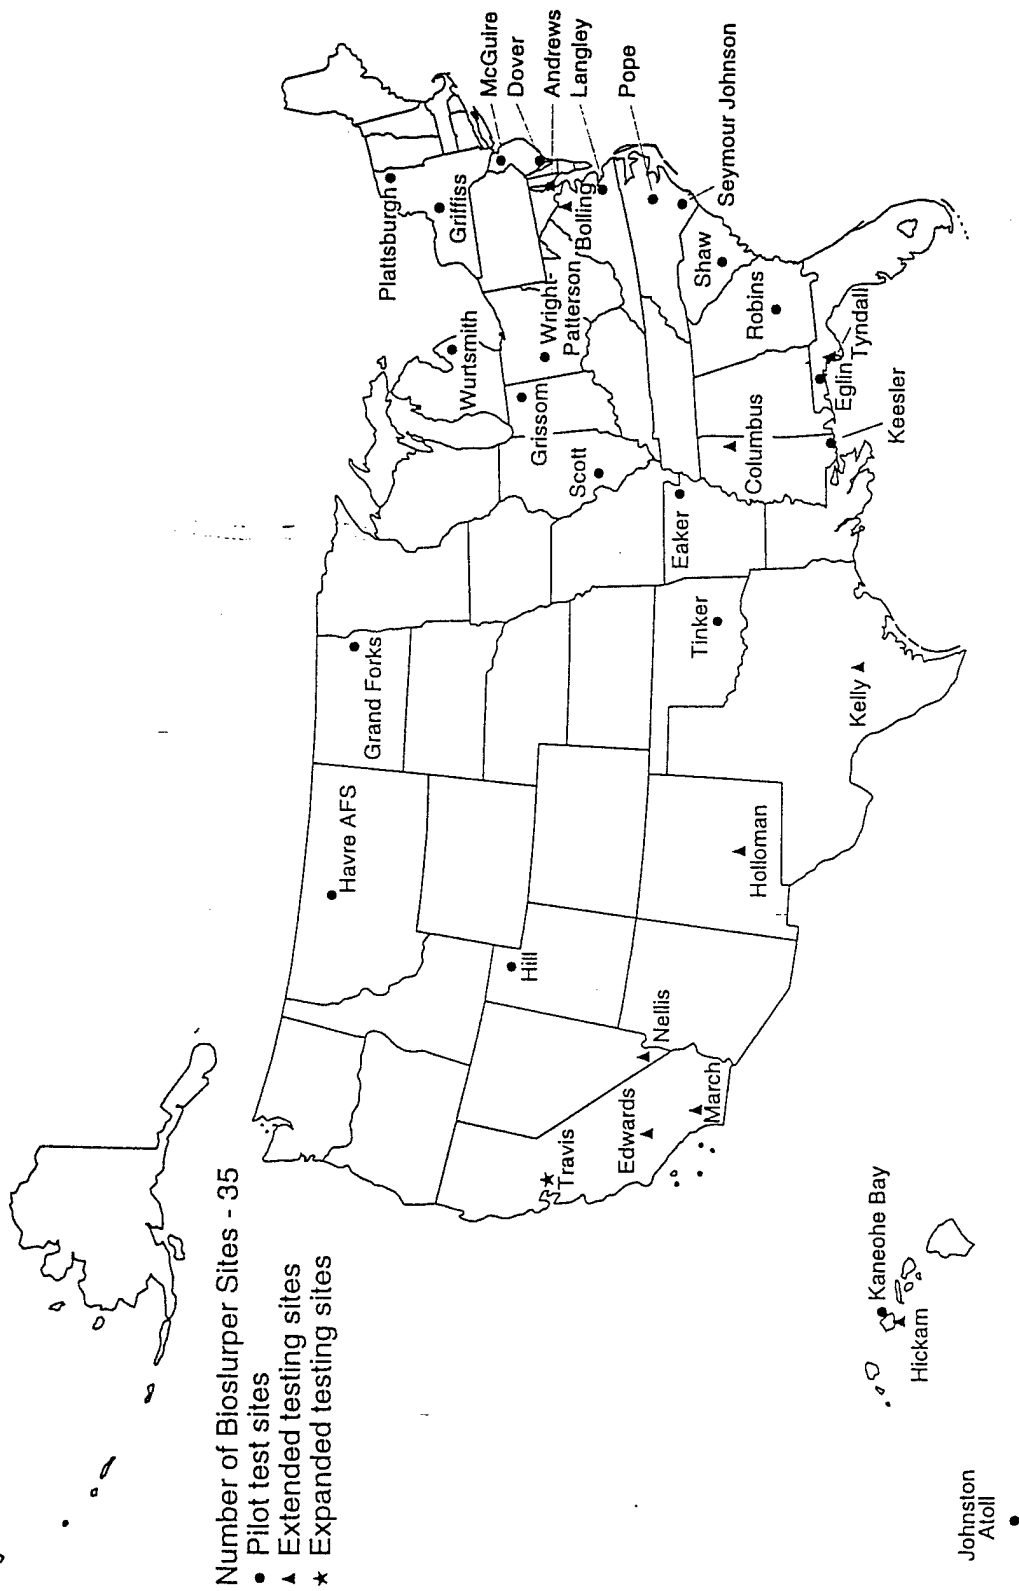 Number of Bioslurper Sites - 35
● Pilot test sites
▲ Extended testing sites
★ Expanded testing sites
Plattsburgh
Griffiss
McGuire
Dover
Andrews
Langley
Pope
Seymour Johnson
Bolling
Wurtsmith
Wright-
Patterson
Grissom
Scott
Shaw
Robins
Tyndall
Eglin
Keesler
Columbus
Eaker
Tinker
Kelly
Grand Forks
Havre AFS
Holloman
Hill
Nellis
March
Edwards
Travis
Kaneohe Bay
Hickam
Johnston
Atoll